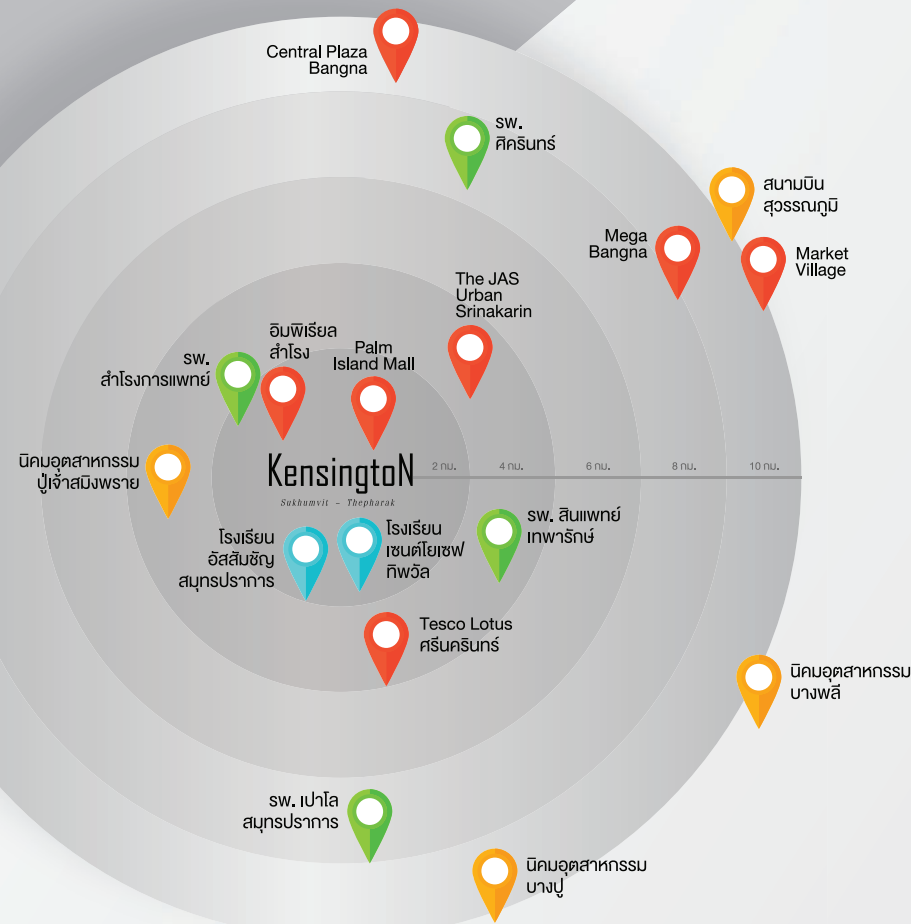 Central Plaza
Bangna
รพ.
ศิครินทร์
สนามบิน
สุวรรณภูมิ
Mega
Bangna
Market
Village
The JAS
Urban
Srinakarin
อิมพีเรียล
สำโรง
Palm
Island Mall
รพ.
สำโรงการแพทย์
นิคมอุตสาหกรรม
ปู่เจ้าสมิงพราย
KensingtoN
Sukhumvit – Thepharak
2 กม.
4 กม.
6 กม.
8 กม.
10 กม.
โรงเรียน
อัสสัมชัญ
สมุทรปราการ
โรงเรียน
เซนต์โยเซฟ
ทิพวัล
รพ. สินแพทย์
เทพารักษ์
Tesco Lotus
ศรีนครินทร์
นิคมอุตสาหกรรม
บางพลี
รพ. เปาโล
สมุทรปราการ
นิคมอุตสาหกรรม
บางปู